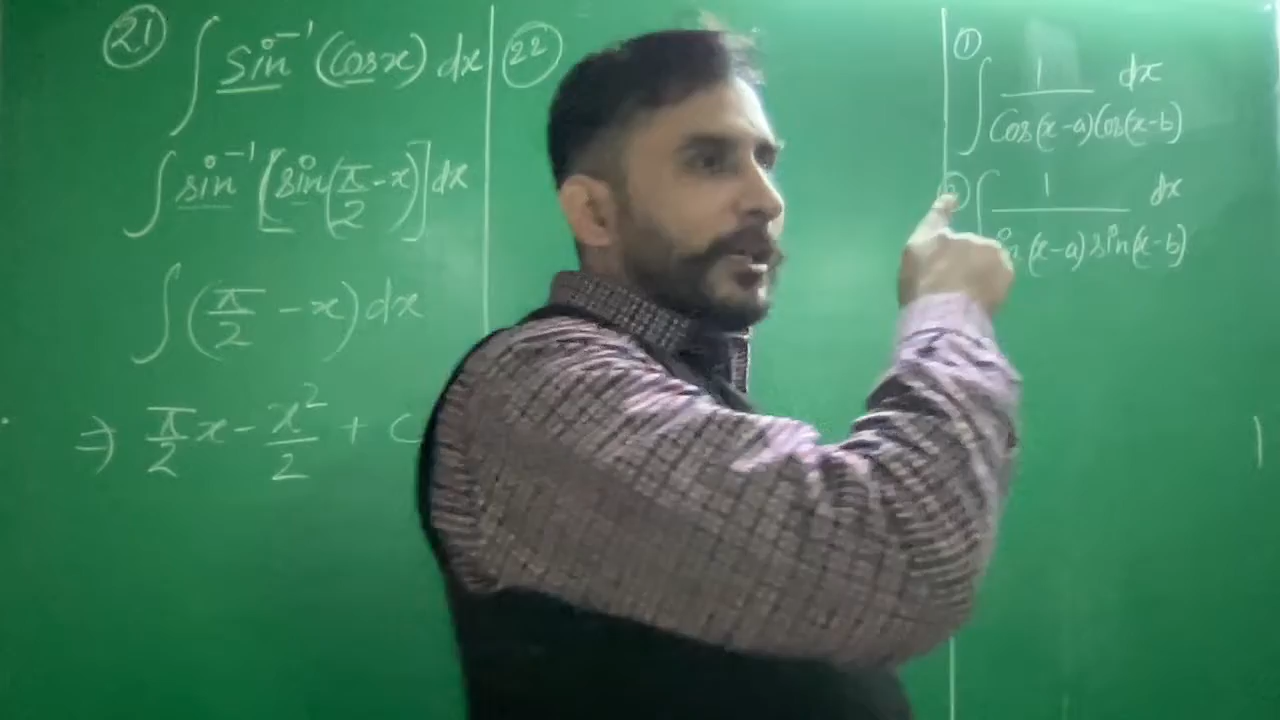 21
∫ sin⁻¹(cosx) dx
∫ sin⁻¹[sin(π/2 - x)] dx
∫ (π/2 - x) dx
⇒ π/2 x - x²/2 + C
22
1
∫ 1/(Cos(x-a)Cos(x-b)) dx
∫ 1/(sin(x-a) sin(x-b)) dx